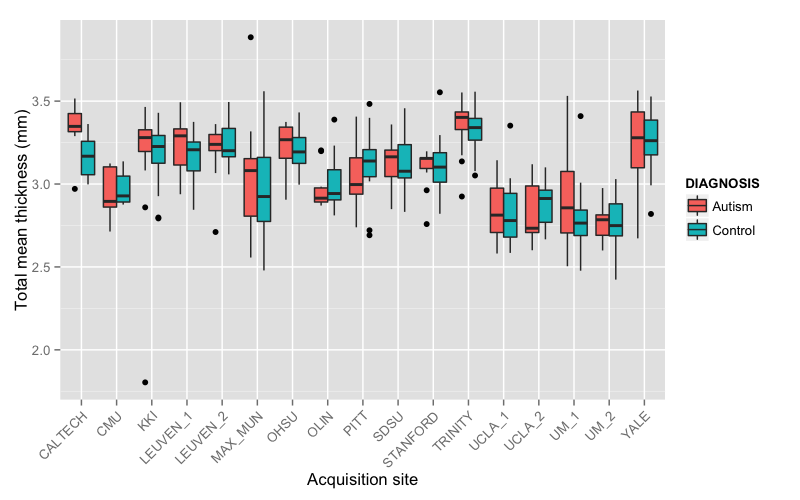 Total mean thickness (mm)
3.5
3.0
2.5
2.0
CALTECH
CMU
KKI
LEUVEN_1
LEUVEN_2
MAX_MUN
OHSU
OLIN
PITT
SDSU
STANFORD
TRINITY
UCLA_1
UCLA_2
UM_1
UM_2
YALE
Acquisition site
DIAGNOSIS
Autism
Control